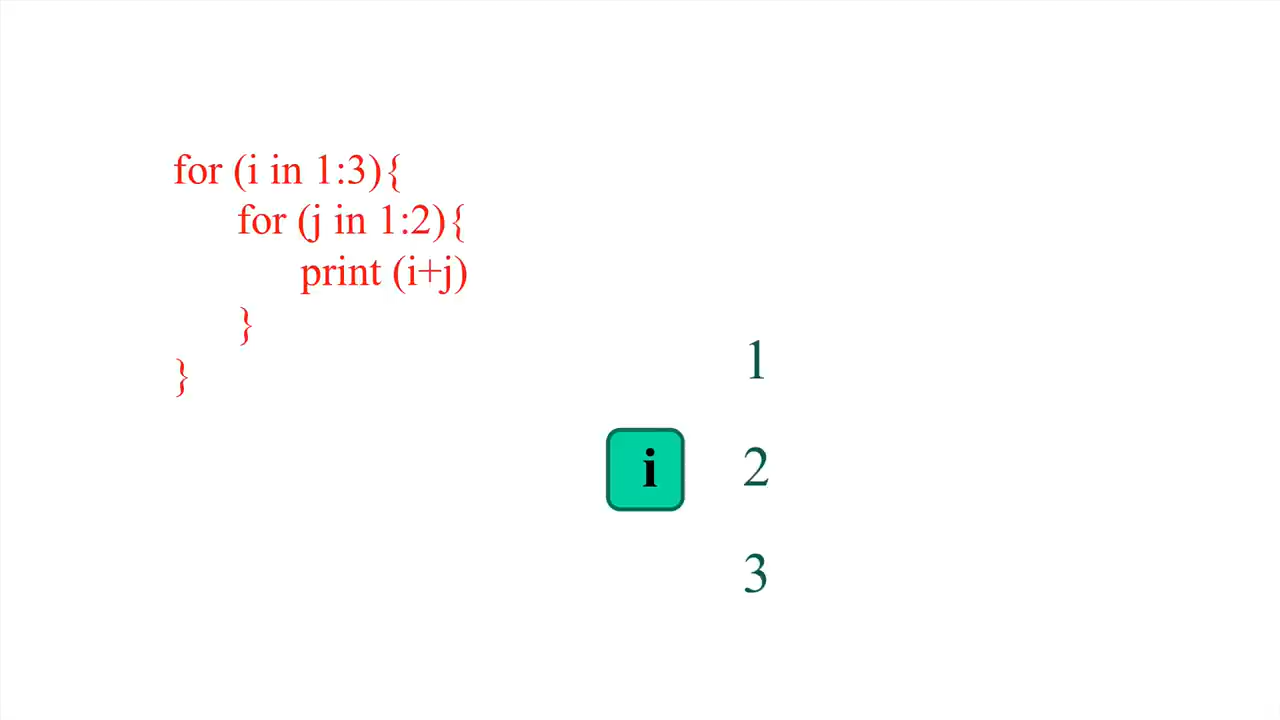 for (i in 1:3){
for (j in 1:2){
print (i+j)
}
}
1
i
2
3